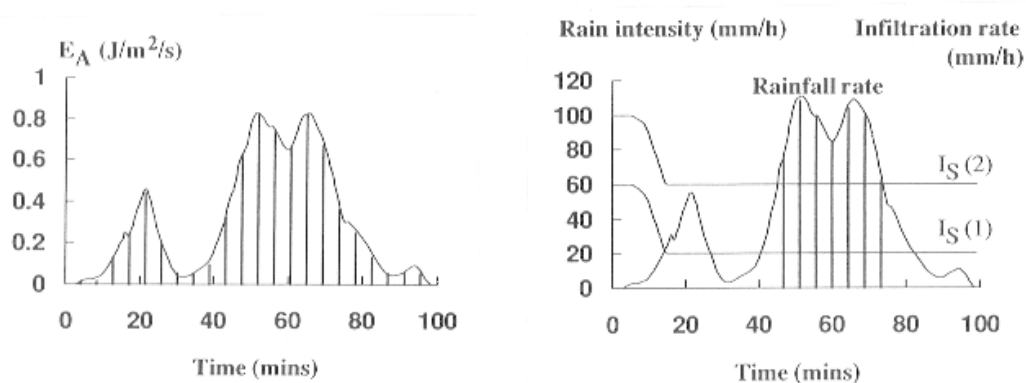 E_A (J/m²/s)
1
0.8
0.6
0.4
0.2
0
0 20 40 60 80 100
Time (mins)
Rain intensity (mm/h) Infiltration rate
(mm/h)
120
Rainfall rate
100
80
I_S (2)
60
40
I_S (1)
20
0
0 20 40 60 80 100
Time (mins)